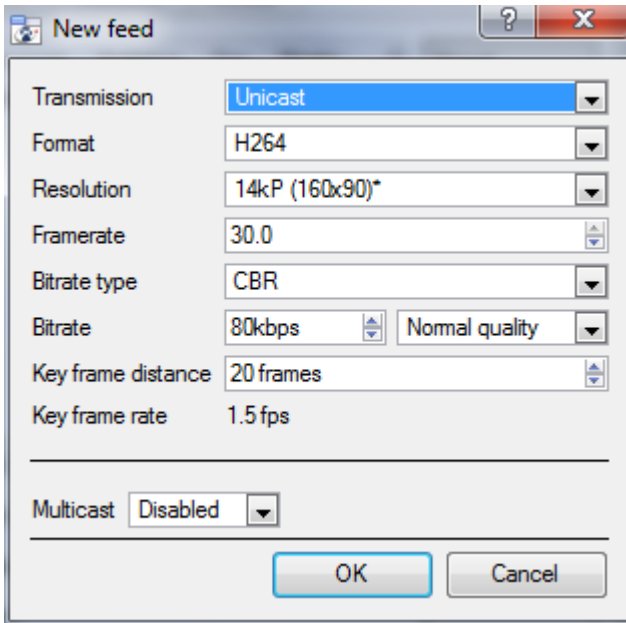 New feed
Transmission Unicast
Format H264
Resolution 14kP (160x90)*
Framerate 30.0
Bitrate type CBR
Bitrate 80kbps Normal quality
Key frame distance 20 frames
Key frame rate 1.5 fps
Multicast Disabled
OK Cancel